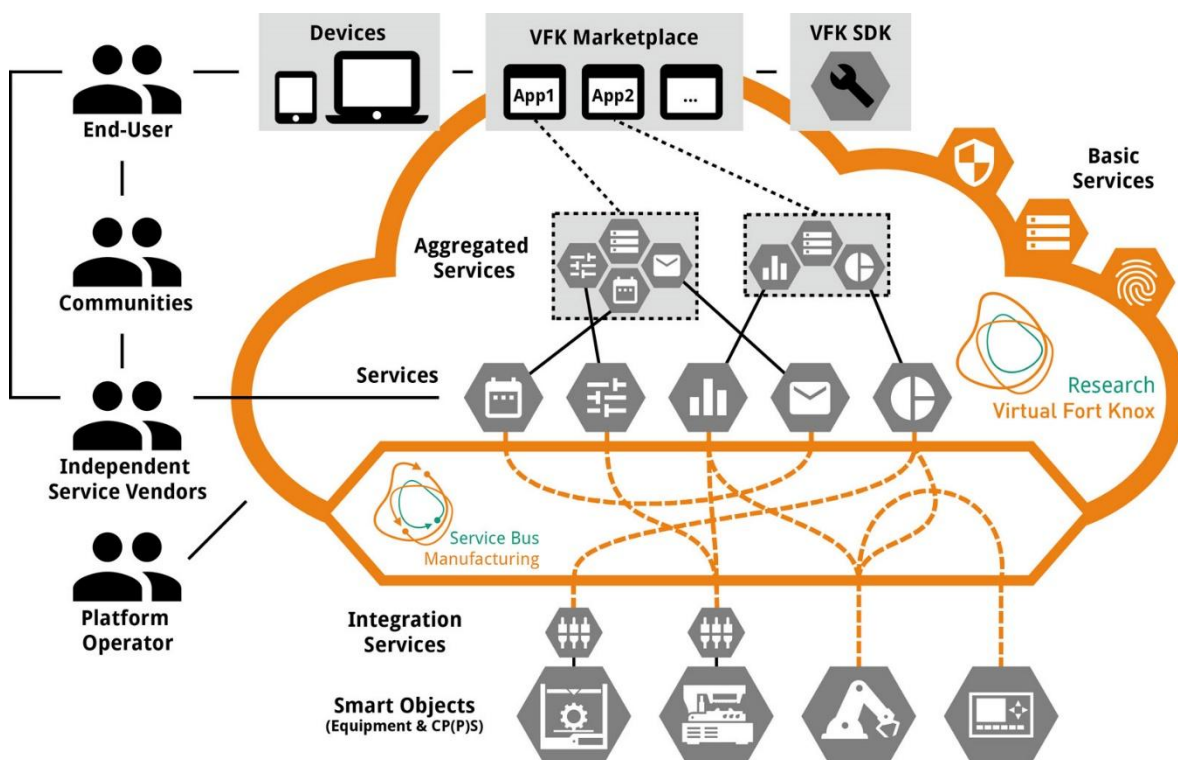 Devices
VFK Marketplace
VFK SDK
App1
App2
...
End-User
Basic
Services
Aggregated
Services
Communities
Services
Research
Virtual Fort Knox
Independent
Service Vendors
Service Bus
Manufacturing
Platform
Operator
Integration
Services
Smart Objects
(Equipment & CP(P)S)